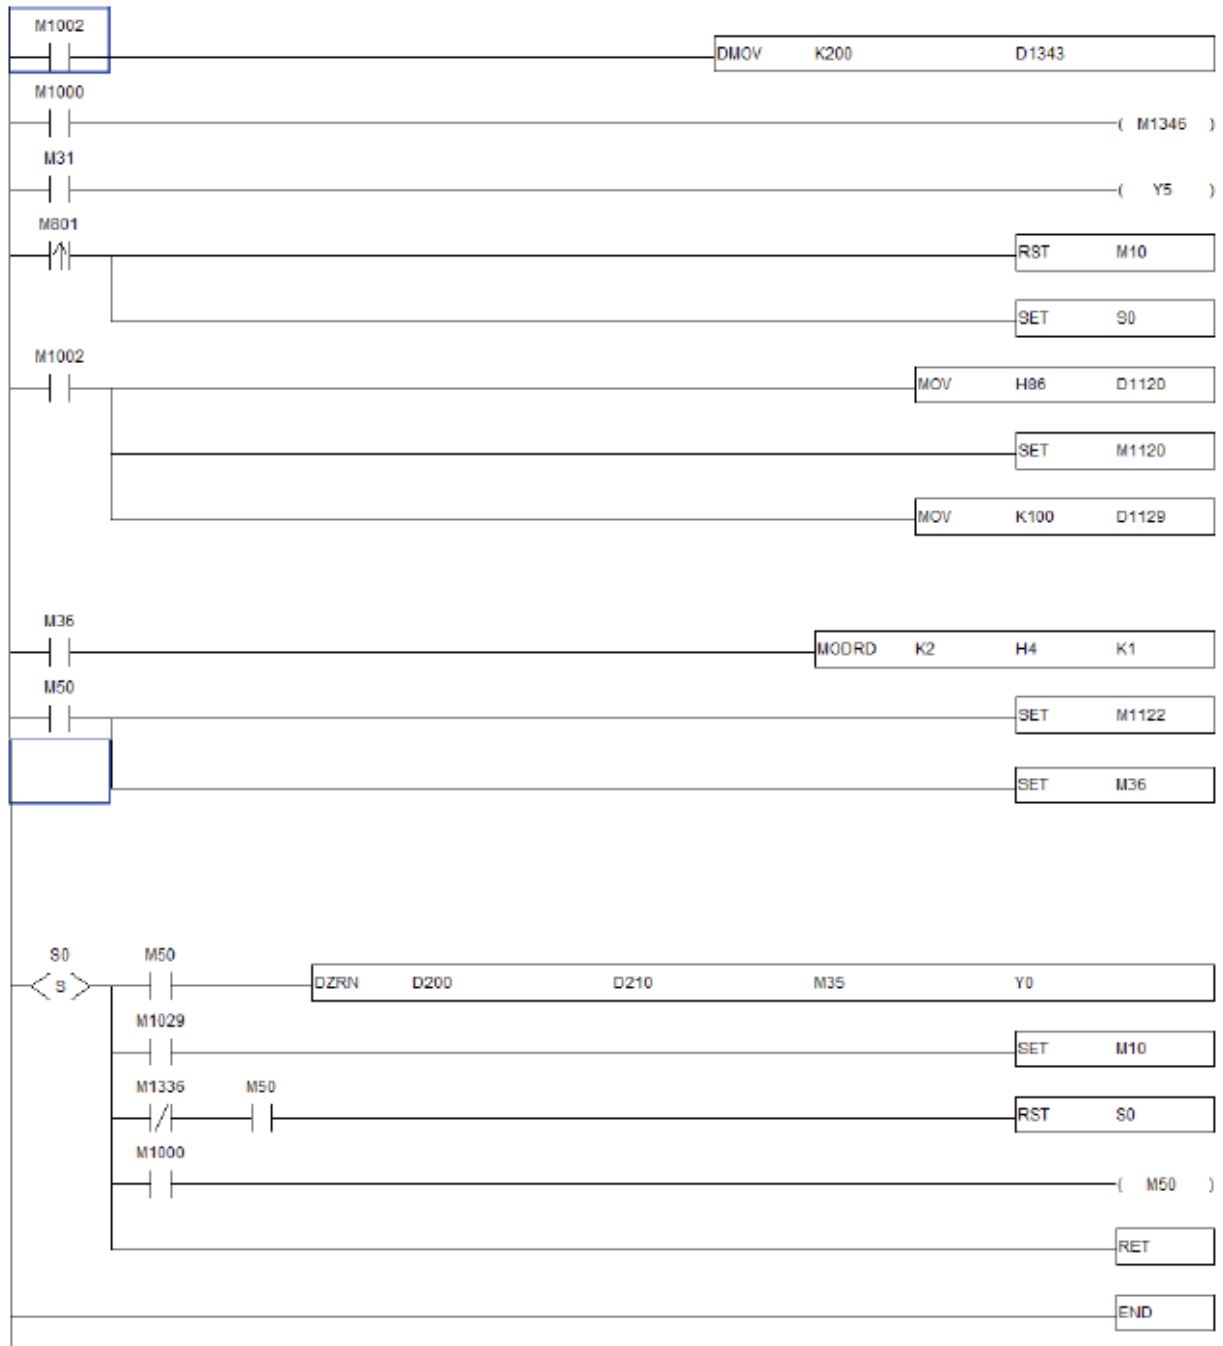 M1002
DMOV K200 D1343
M1000
( M1346 )
M31
( Y5 )
M801
RST M10
SET S0
M1002
MOV H86 D1120
SET M1120
MOV K100 D1129
M36
MODRD K2 H4 K1
M50
SET M1122
SET M36
S0 M50
S DZRN D200 D210 M35 Y0
M1029
SET M10
M1336 M50
RST S0
M1000
( M50 )
RET
END